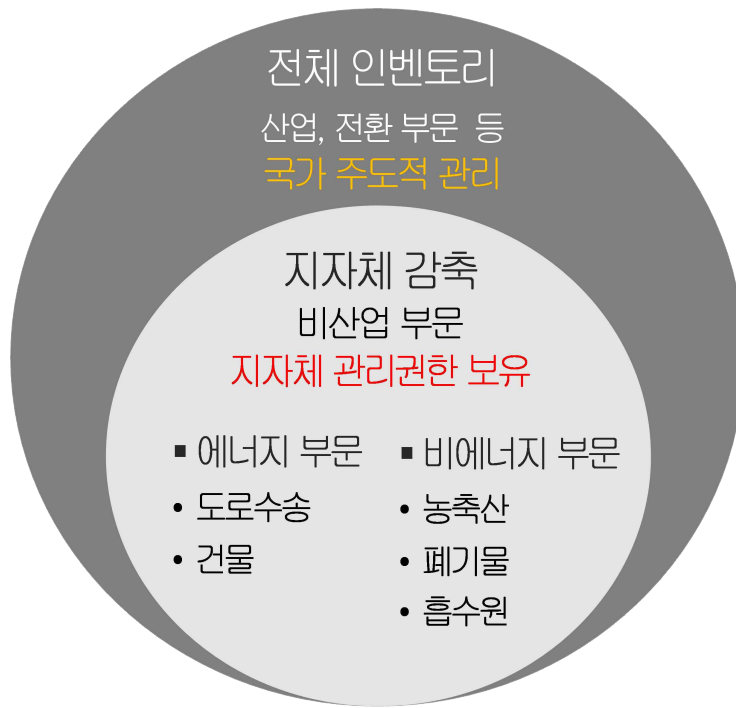 전체 인벤토리
산업, 전환 부문 등
국가 주도적 관리
지자체 감축
비산업 부문
지자체 관리권한 보유
▪ 에너지 부문
• 도로수송
• 건물
▪ 비에너지 부문
• 농축산
• 폐기물
• 흡수원